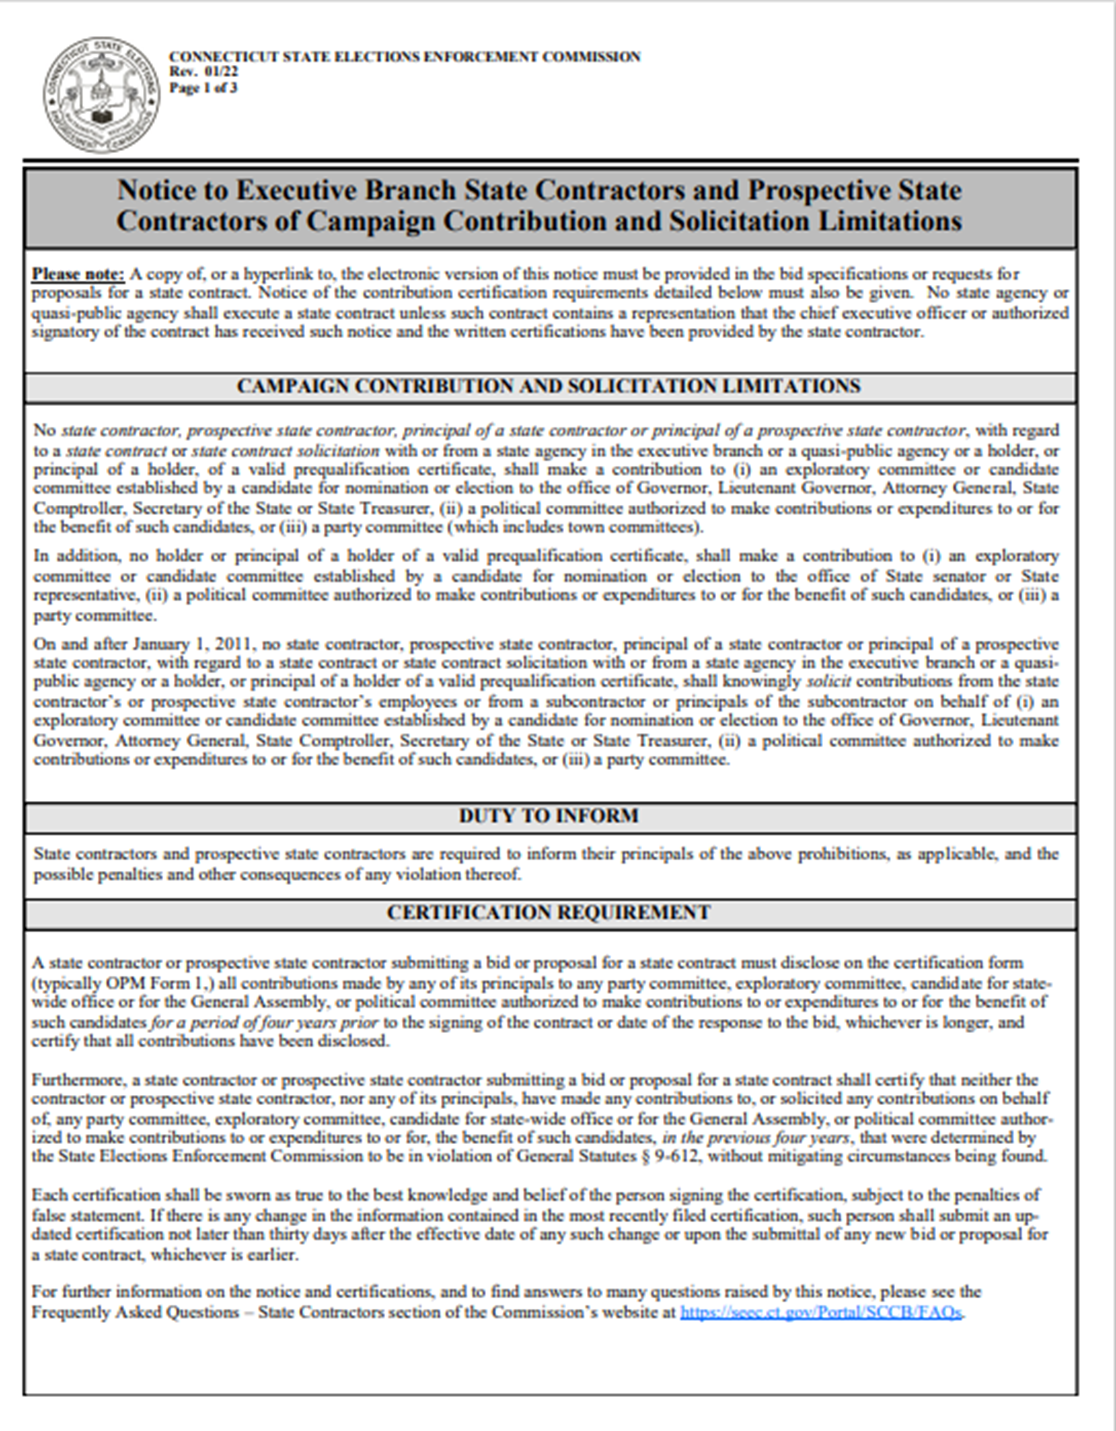 CONNECTICUT STATE ELECTIONS
ENFORCEMENT COMMISSION
CONNECTICUT STATE ELECTIONS ENFORCEMENT COMMISSION
Rev. 01/22
Page 1 of 3
Notice to Executive Branch State Contractors and Prospective State
Contractors of Campaign Contribution and Solicitation Limitations
Please note: A copy of, or a hyperlink to, the electronic version of this notice must be provided in the bid specifications or requests for
proposals for a state contract. Notice of the contribution certification requirements detailed below must also be given. No state agency or
quasi-public agency shall execute a state contract unless such contract contains a representation that the chief executive officer or authorized
signatory of the contract has received such notice and the written certifications have been provided by the state contractor.
CAMPAIGN CONTRIBUTION AND SOLICITATION LIMITATIONS
No state contractor, prospective state contractor, principal of a state contractor or principal of a prospective state contractor, with regard
to a state contract or state contract solicitation with or from a state agency in the executive branch or a quasi-public agency or a holder, or
principal of a holder, of a valid prequalification certificate, shall make a contribution to (i) an exploratory committee or candidate
committee established by a candidate for nomination or election to the office of Governor, Lieutenant Governor, Attorney General, State
Comptroller, Secretary of the State or State Treasurer, (ii) a political committee authorized to make contributions or expenditures to or for
the benefit of such candidates, or (iii) a party committee (which includes town committees).
In addition, no holder or principal of a holder of a valid prequalification certificate, shall make a contribution to (i) an exploratory
committee or candidate committee established by a candidate for nomination or election to the office of State senator or State
representative, (ii) a political committee authorized to make contributions or expenditures to or for the benefit of such candidates, or (iii) a
party committee.
On and after January 1, 2011, no state contractor, prospective state contractor, principal of a state contractor or principal of a prospective
state contractor, with regard to a state contract or state contract solicitation with or from a state agency in the executive branch or a quasi-
public agency or a holder, or principal of a holder of a valid prequalification certificate, shall knowingly solicit contributions from the state
contractor's or prospective state contractor's employees or from a subcontractor or principals of the subcontractor on behalf of (i) an
exploratory committee or candidate committee established by a candidate for nomination or election to the office of Governor, Lieutenant
Governor, Attorney General, State Comptroller, Secretary of the State or State Treasurer, (ii) a political committee authorized to make
contributions or expenditures to or for the benefit of such candidates, or (iii) a party committee.
DUTY TO INFORM
State contractors and prospective state contractors are required to inform their principals of the above prohibitions, as applicable, and the
possible penalties and other consequences of any violation thereof.
CERTIFICATION REQUIREMENT
A state contractor or prospective state contractor submitting a bid or proposal for a state contract must disclose on the certification form
(typically OPM Form 1,) all contributions made by any of its principals to any party committee, exploratory committee, candidate for state-
wide office or for the General Assembly, or political committee authorized to make contributions to or expenditures to or for the benefit of
such candidates for a period of four years prior to the signing of the contract or date of the response to the bid, whichever is longer, and
certify that all contributions have been disclosed.
Furthermore, a state contractor or prospective state contractor submitting a bid or proposal for a state contract shall certify that neither the
contractor or prospective state contractor, nor any of its principals, have made any contributions to, or solicited any contributions on behalf
of, any party committee, exploratory committee, candidate for state-wide office or for the General Assembly, or political committee author-
ized to make contributions to or expenditures to or for, the benefit of such candidates, in the previous four years, that were determined by
the State Elections Enforcement Commission to be in violation of General Statutes § 9-612, without mitigating circumstances being found.
Each certification shall be sworn as true to the best knowledge and belief of the person signing the certification, subject to the penalties of
false statement. If there is any change in the information contained in the most recently filed certification, such person shall submit an up-
dated certification not later than thirty days after the effective date of any such change or upon the submittal of any new bid or proposal for
a state contract, whichever is earlier.
For further information on the notice and certifications, and to find answers to many questions raised by this notice, please see the
Frequently Asked Questions – State Contractors section of the Commission's website at https://seec.ct.gov/Portal/SCCB/FAQs.